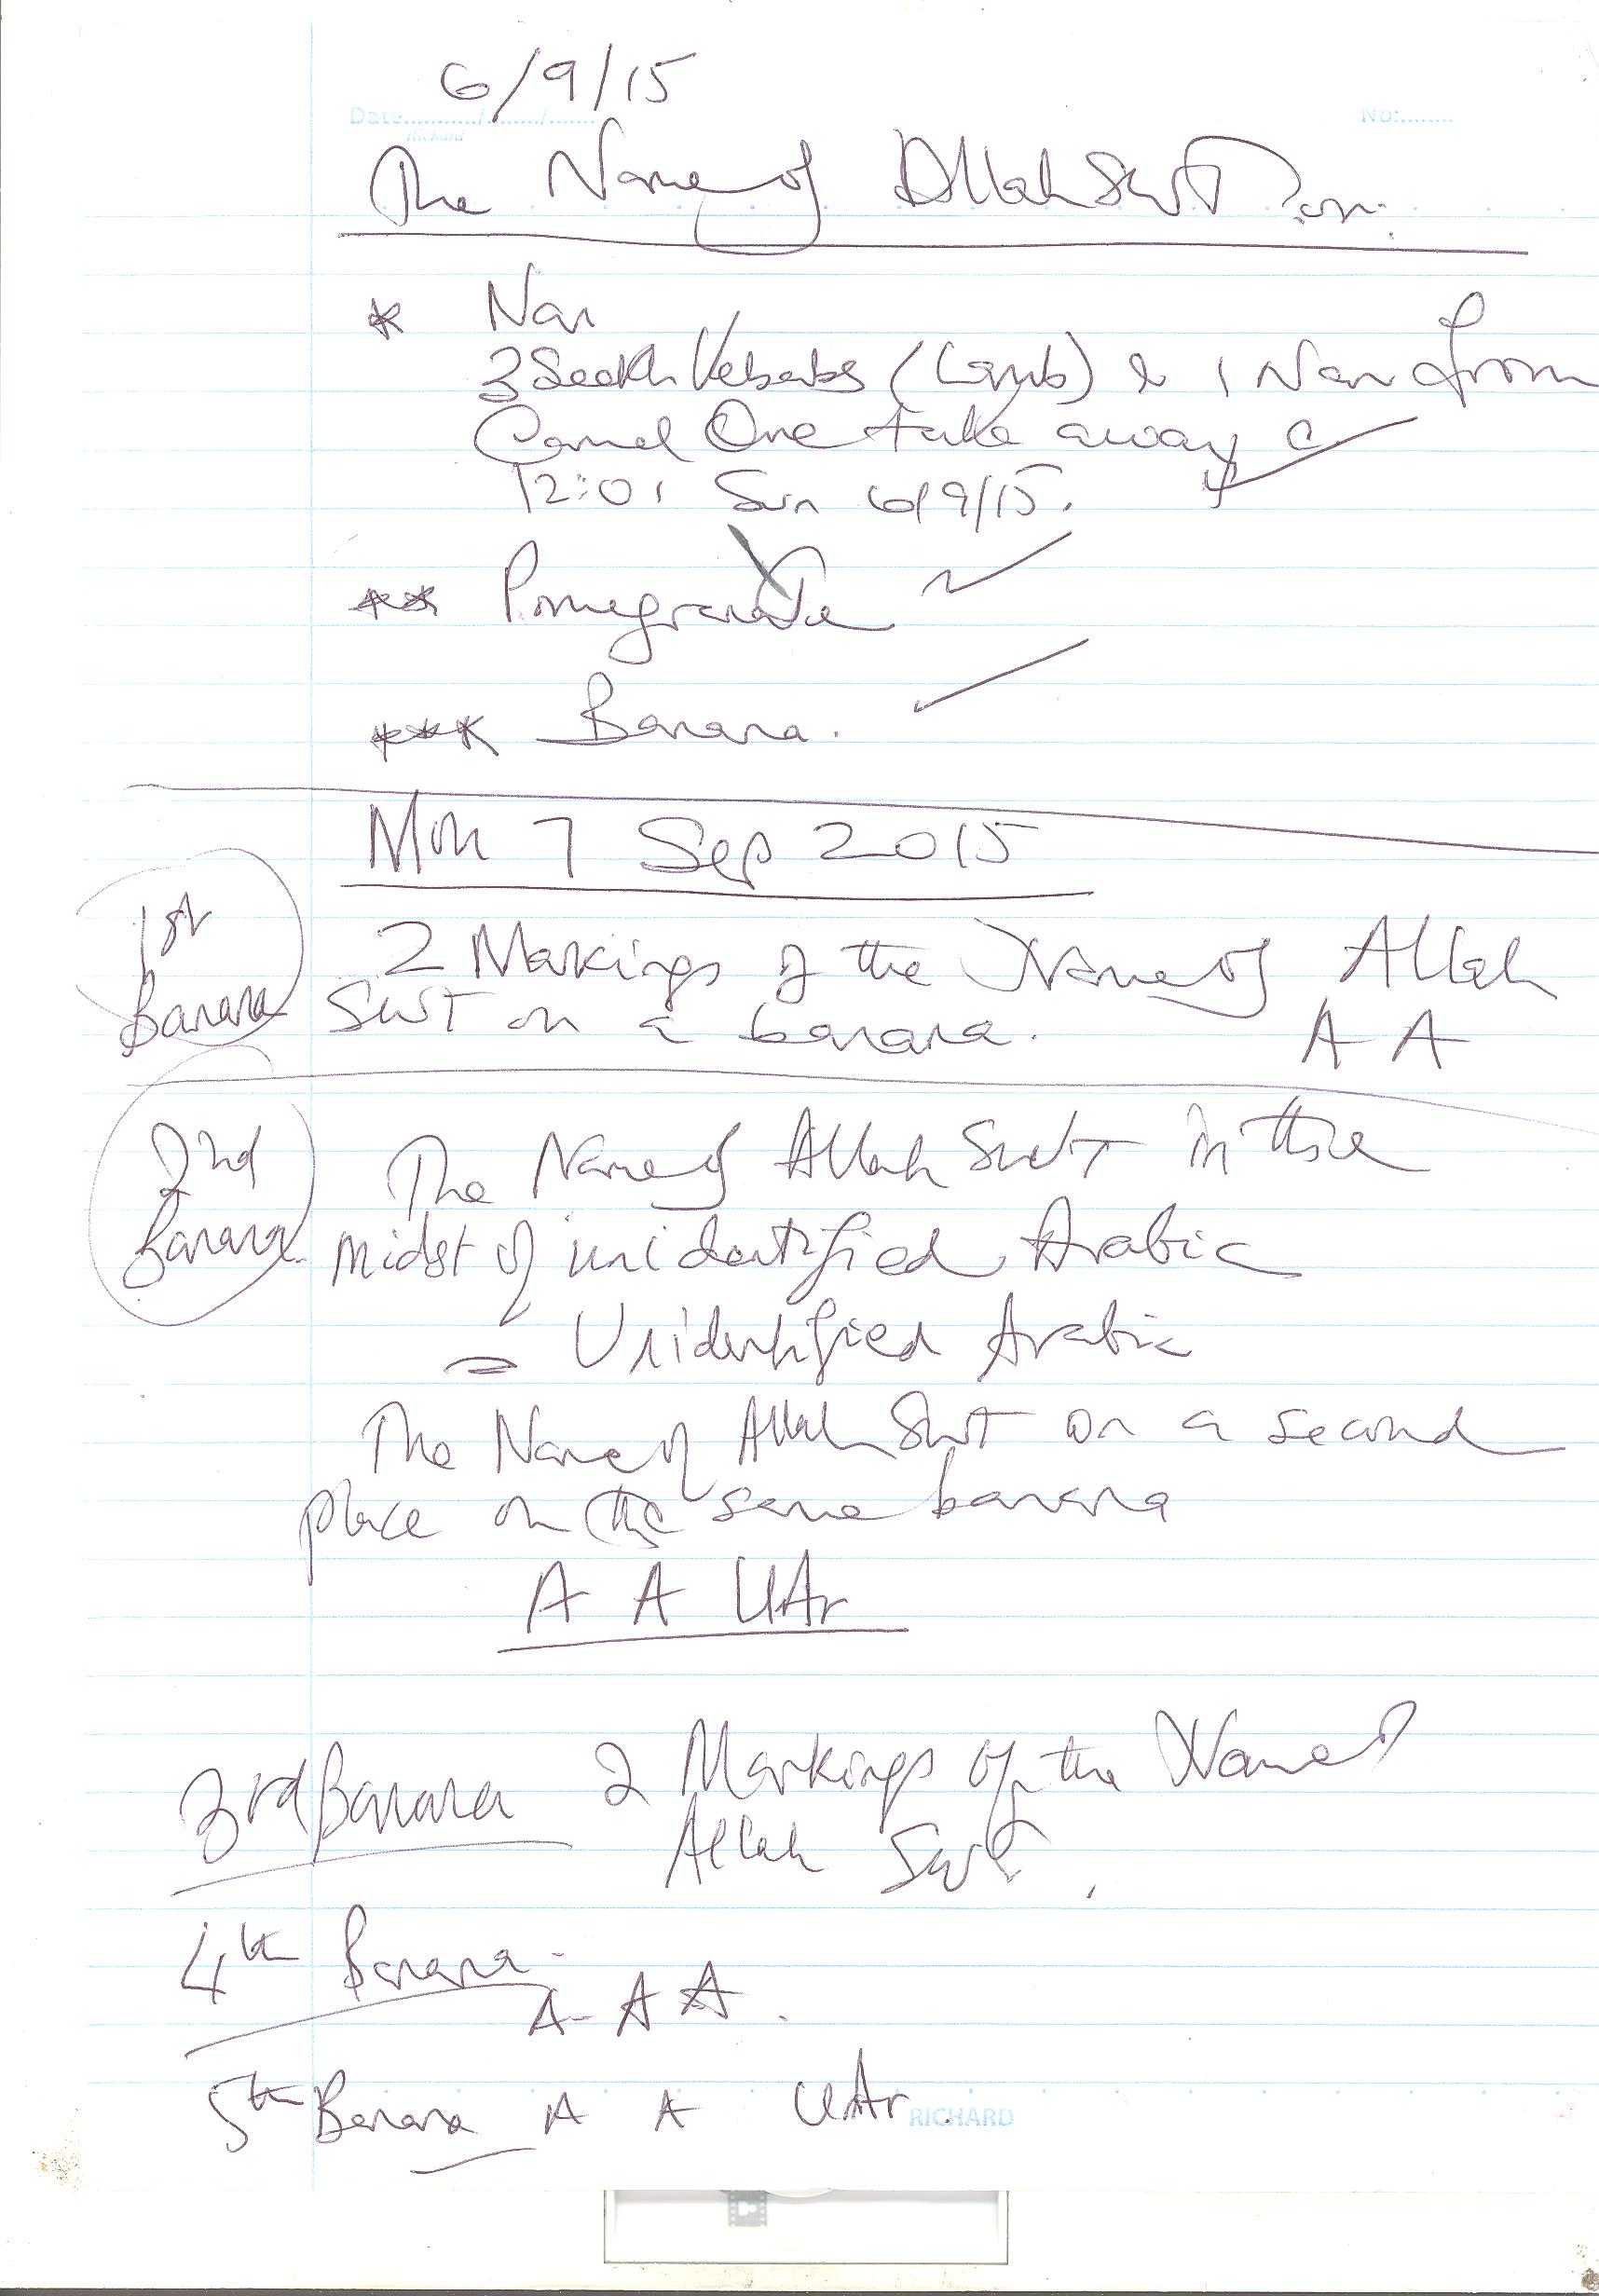 6/9/15
Date............/......../.......
Richard
No:........
The Name of Allah SWT on:
* Nan
3 Seekh Kebabs (Lamb) & 1 Nan from
Camel One take away
12:01 Sun 6/9/15.
** Pomegranate
*** Banana.
Mon 7 Sep 2015
1st
Banana
2 Markings of the Name of Allah
SWT on a banana.
A A
2nd
Banana
The Name of Allah SWT in the
midst of unidentified Arabic
= Unidentified Arabic
The Name of Allah SWT on a second
place on the same banana
A A UAr
3rd Banana 2 Markings of the Name of
Allah SWT.
4th Banana.
A A A.
5th Banana A A UAr.
RICHARD